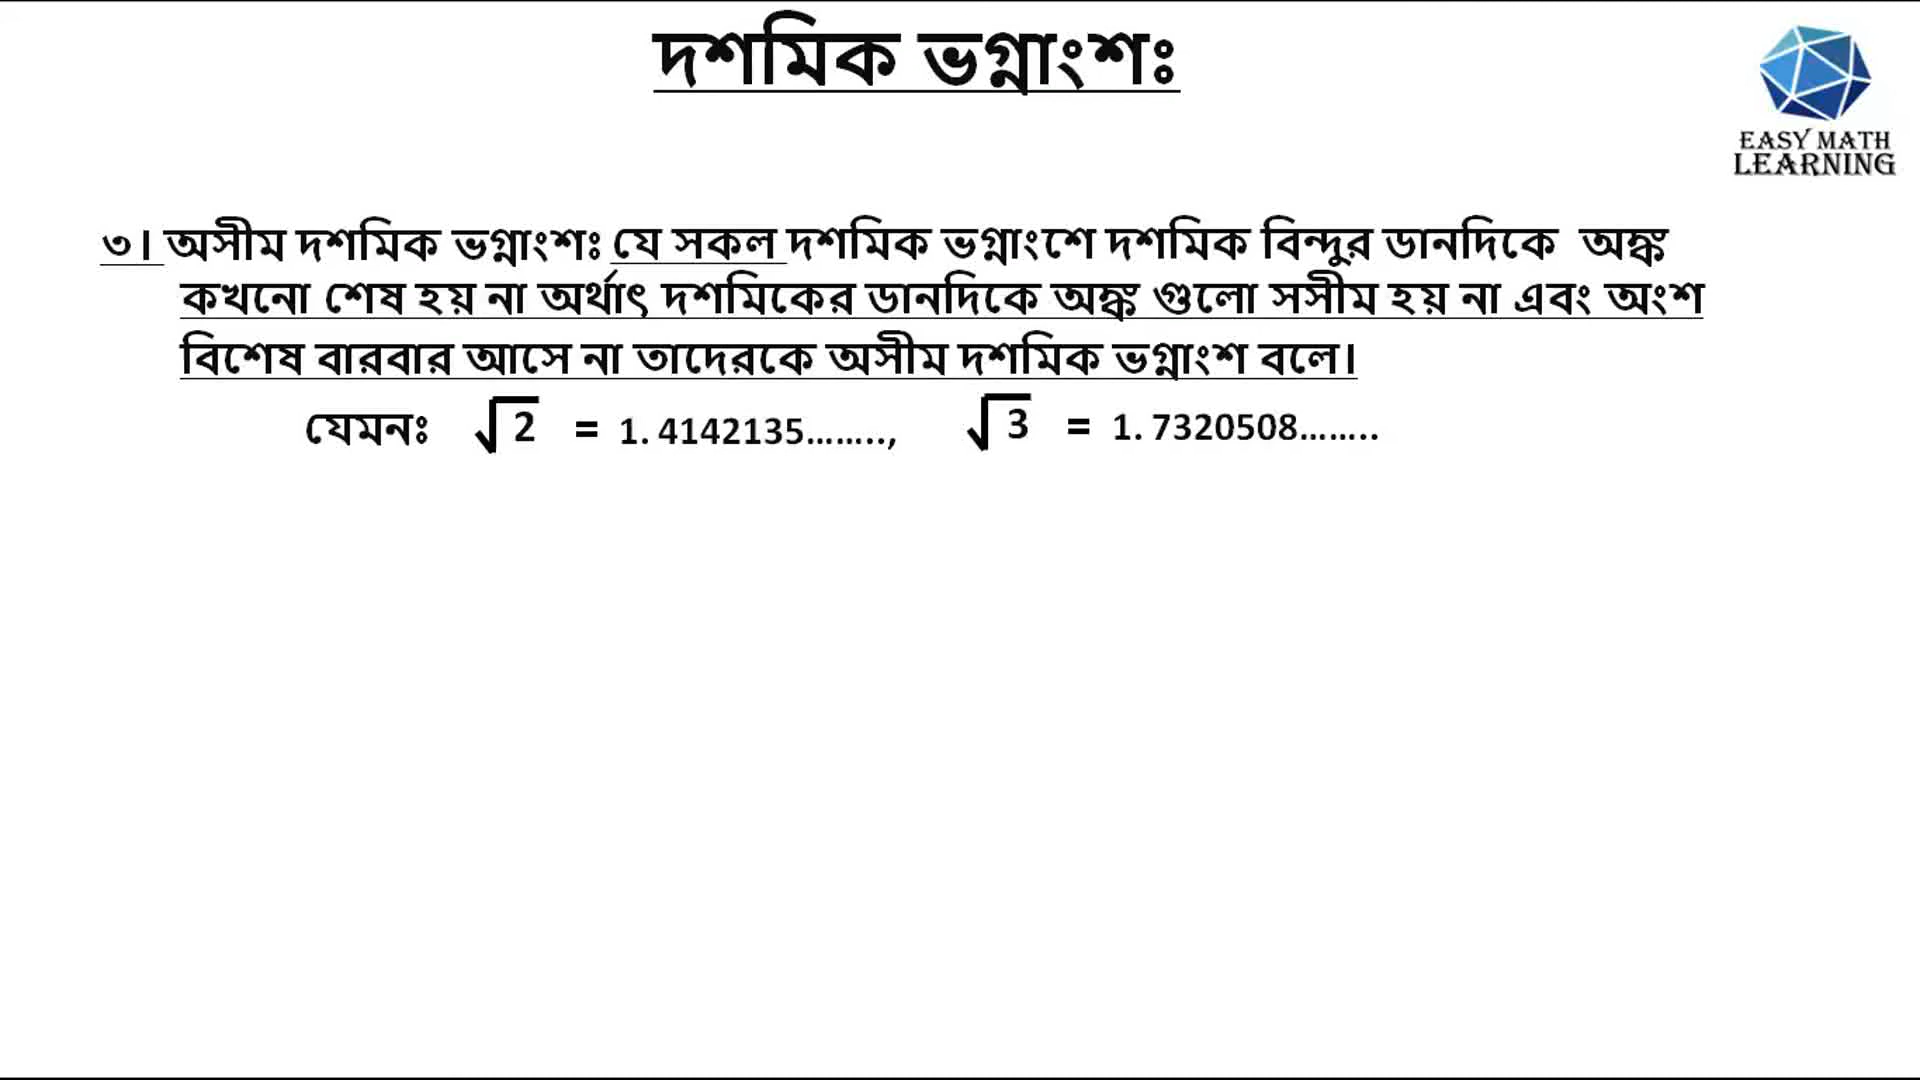 দশমিক ভগ্নাংশঃ
EASY MATH
LEARNING
৩। অসীম দশমিক ভগ্নাংশঃ যে সকল দশমিক ভগ্নাংশে দশমিক বিন্দুর ডানদিকে অঙ্ক
কখনো শেষ হয় না অর্থাৎ দশমিকের ডানদিকে অঙ্ক গুলো সসীম হয় না এবং অংশ
বিশেষ বারবার আসে না তাদেরকে অসীম দশমিক ভগ্নাংশ বলে।
যেমনঃ √2 = 1. 4142135…….., √3 = 1. 7320508……..